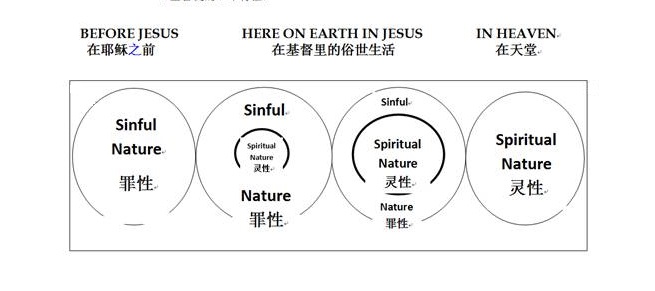 BEFORE JESUS
在耶稣之前
HERE ON EARTH IN JESUS
在基督里的俗世生活
IN HEAVEN
在天堂
Sinful
Nature
罪性
Sinful
Spiritual
Nature
灵性
Nature
罪性
Sinful
Spiritual
Nature
灵性
Nature
罪性
Spiritual
Nature
灵性